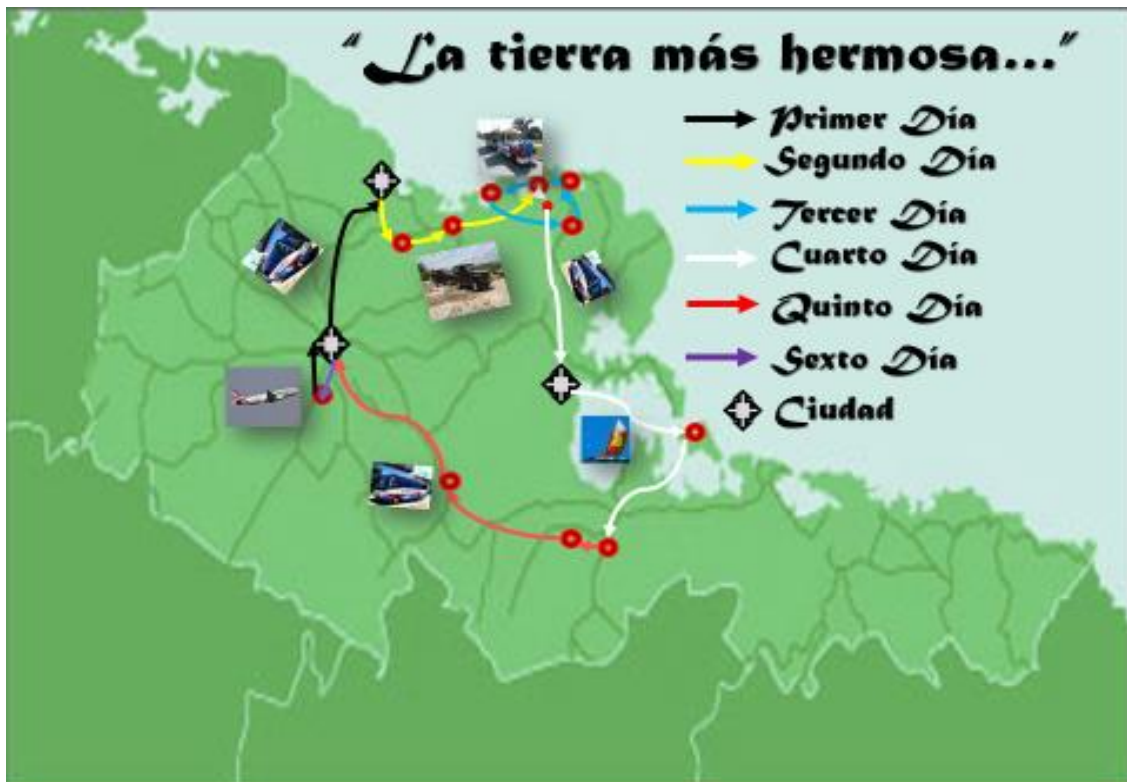 “ La tierra más hermosa...”
Primer Día
Segundo Día
Tercer Día
Cuarto Día
Quinto Día
Sexto Día
Ciudad